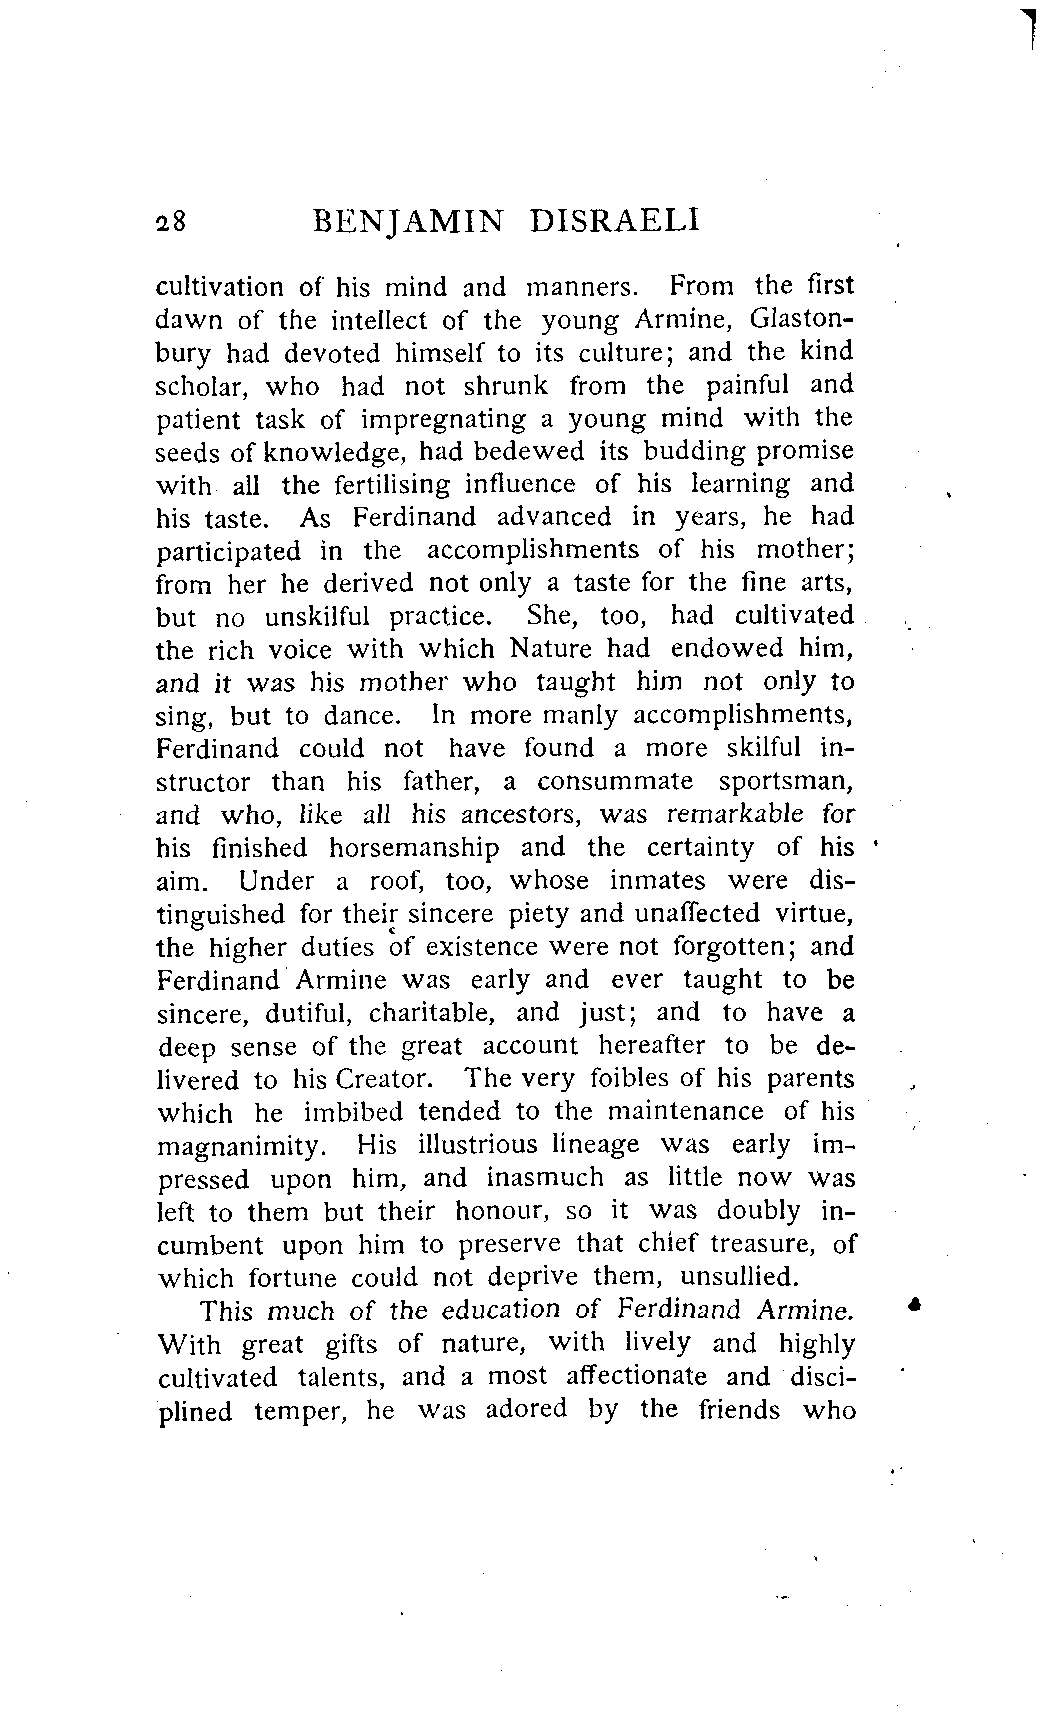 28 BENJAMIN DISRAELI
cultivation of his mind and manners. From the first
dawn of the intellect of the young Armine, Glaston-
bury had devoted himself to its culture; and the kind
scholar, who had not shrunk from the painful and
patient task of impregnating a young mind with the
seeds of knowledge, had bedewed its budding promise
with all the fertilising influence of his learning and
his taste. As Ferdinand advanced in years, he had
participated in the accomplishments of his mother;
from her he derived not only a taste for the fine arts,
but no unskilful practice. She, too, had cultivated
the rich voice with which Nature had endowed him,
and it was his mother who taught him not only to
sing, but to dance. In more manly accomplishments,
Ferdinand could not have found a more skilful in-
structor than his father, a consummate sportsman,
and who, like all his ancestors, was remarkable for
his finished horsemanship and the certainty of his
aim. Under a roof, too, whose inmates were dis-
tinguished for their sincere piety and unaffected virtue,
the higher duties of existence were not forgotten; and
Ferdinand Armine was early and ever taught to be
sincere, dutiful, charitable, and just; and to have a
deep sense of the great account hereafter to be de-
livered to his Creator. The very foibles of his parents
which he imbibed tended to the maintenance of his
magnanimity. His illustrious lineage was early im-
pressed upon him, and inasmuch as little now was
left to them but their honour, so it was doubly in-
cumbent upon him to preserve that chief treasure, of
which fortune could not deprive them, unsullied.
This much of the education of Ferdinand Armine.
With great gifts of nature, with lively and highly
cultivated talents, and a most affectionate and disci-
plined temper, he was adored by the friends who